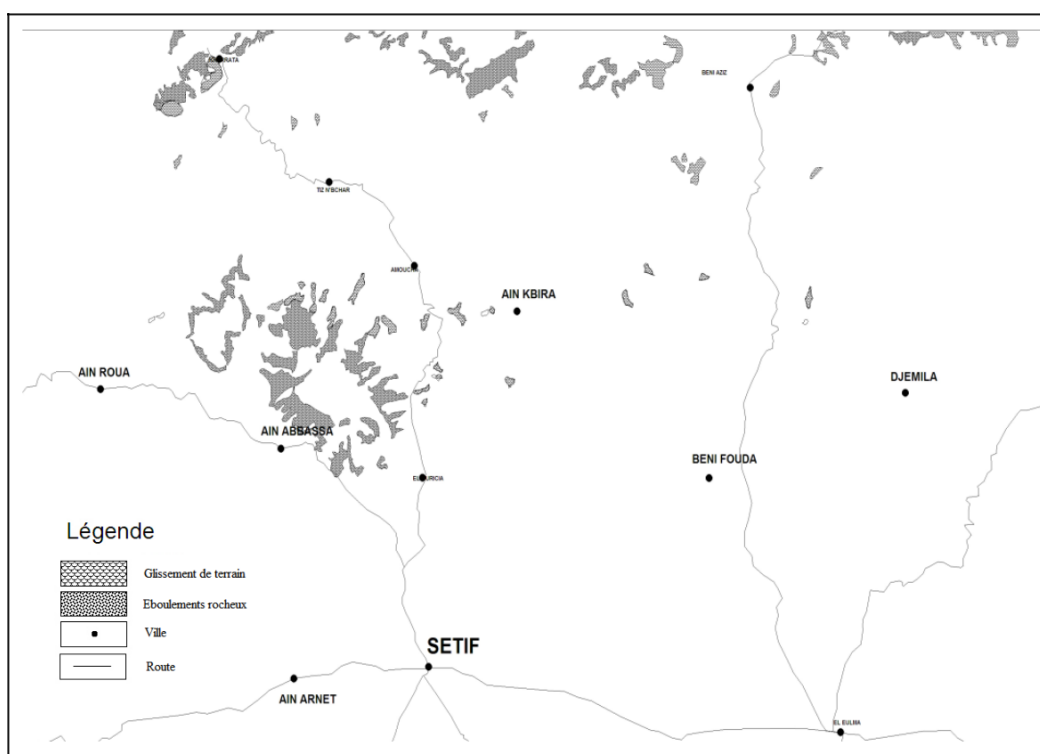 BENI AZIZ
TIZ N'BCHAR
AMOUCHA
AIN KBIRA
AIN ROUA
DJEMILA
AIN ABBASSA
BENI FOUDA
Légende
Glissement de terrain
Eboulements rocheux
Ville
Route
SETIF
AIN ARNET
EL EULMA